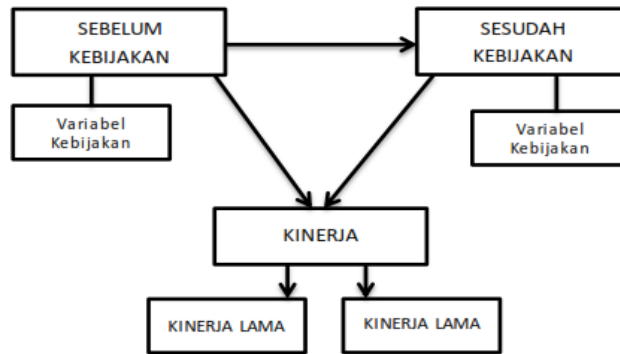 SEBELUM
KEBIJAKAN
SESUDAH
KEBIJAKAN
Variabel
Kebijakan
Variabel
Kebijakan
KINERJA
KINERJA LAMA
KINERJA LAMA